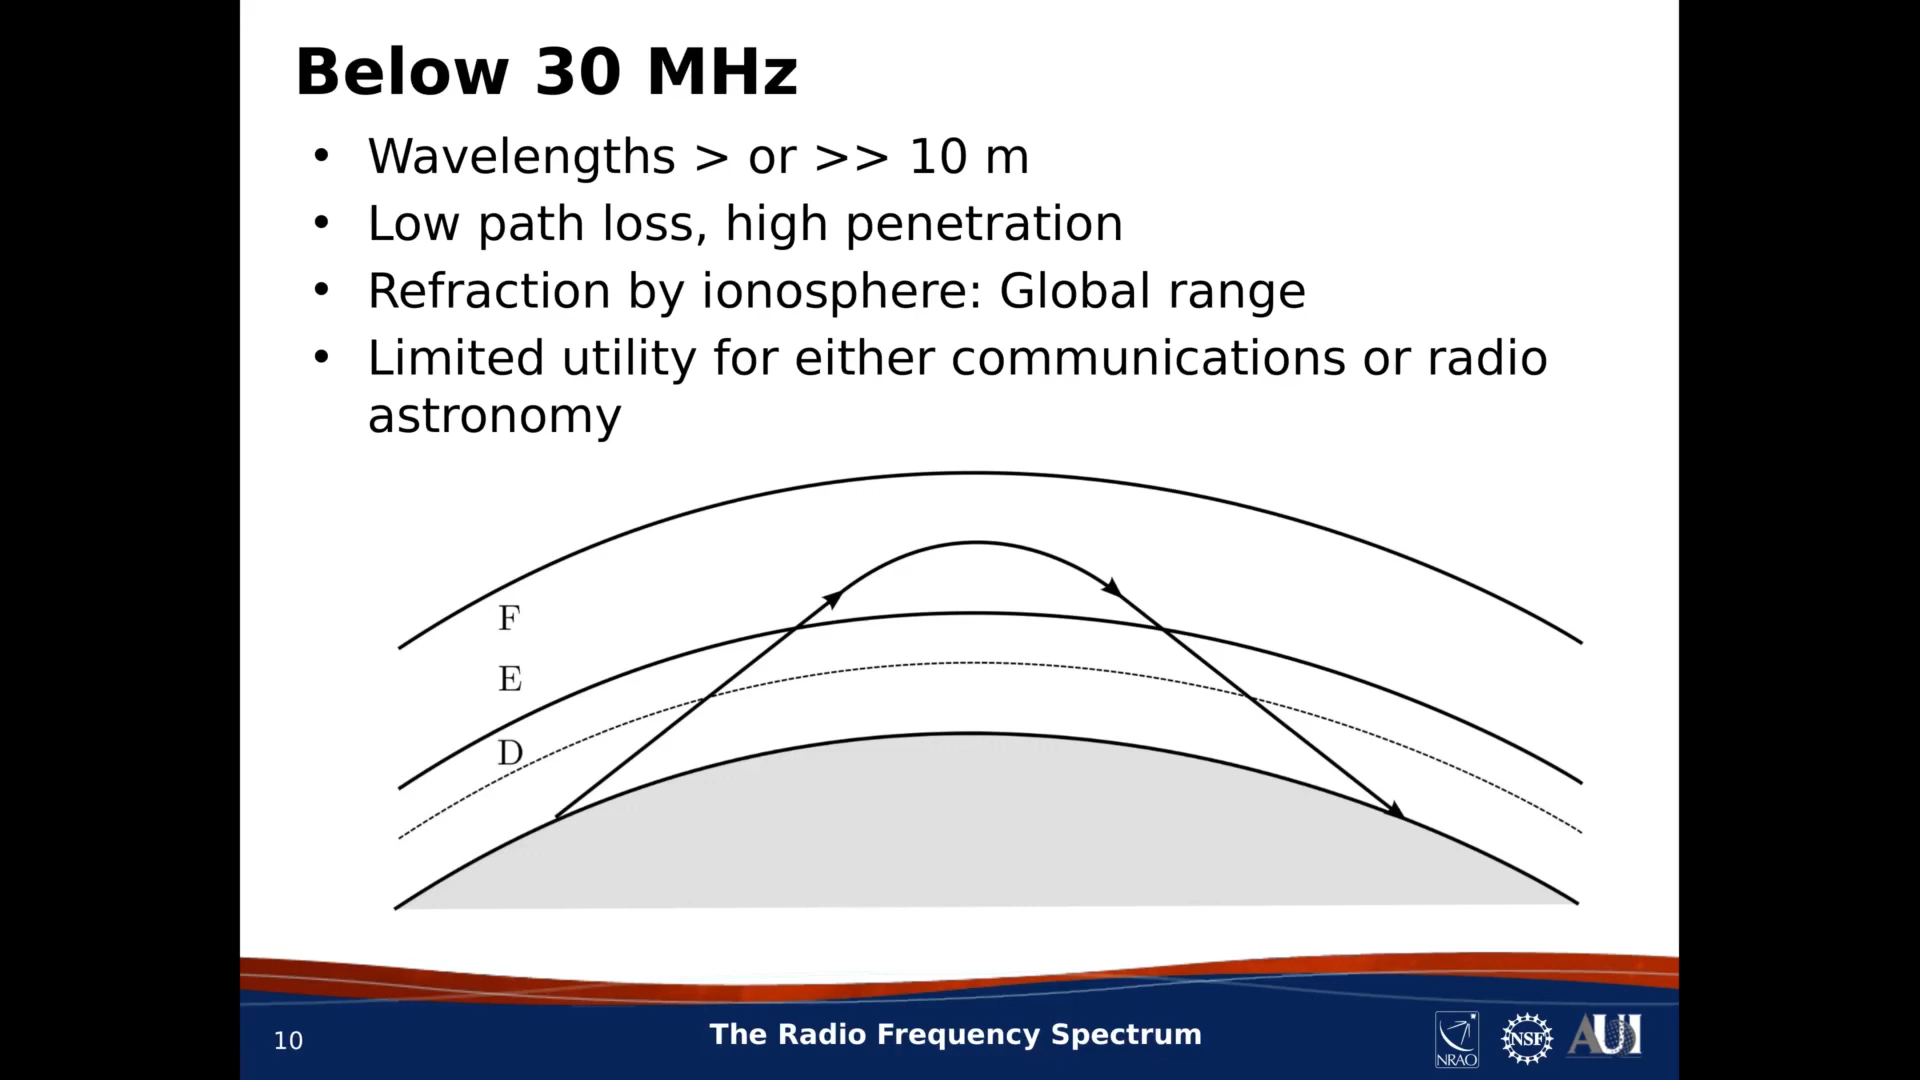 Below 30 MHz
• Wavelengths > or >> 10 m
• Low path loss, high penetration
• Refraction by ionosphere: Global range
• Limited utility for either communications or radio
astronomy
F
E
D
10
The Radio Frequency Spectrum
NRAO
NSF
AUI